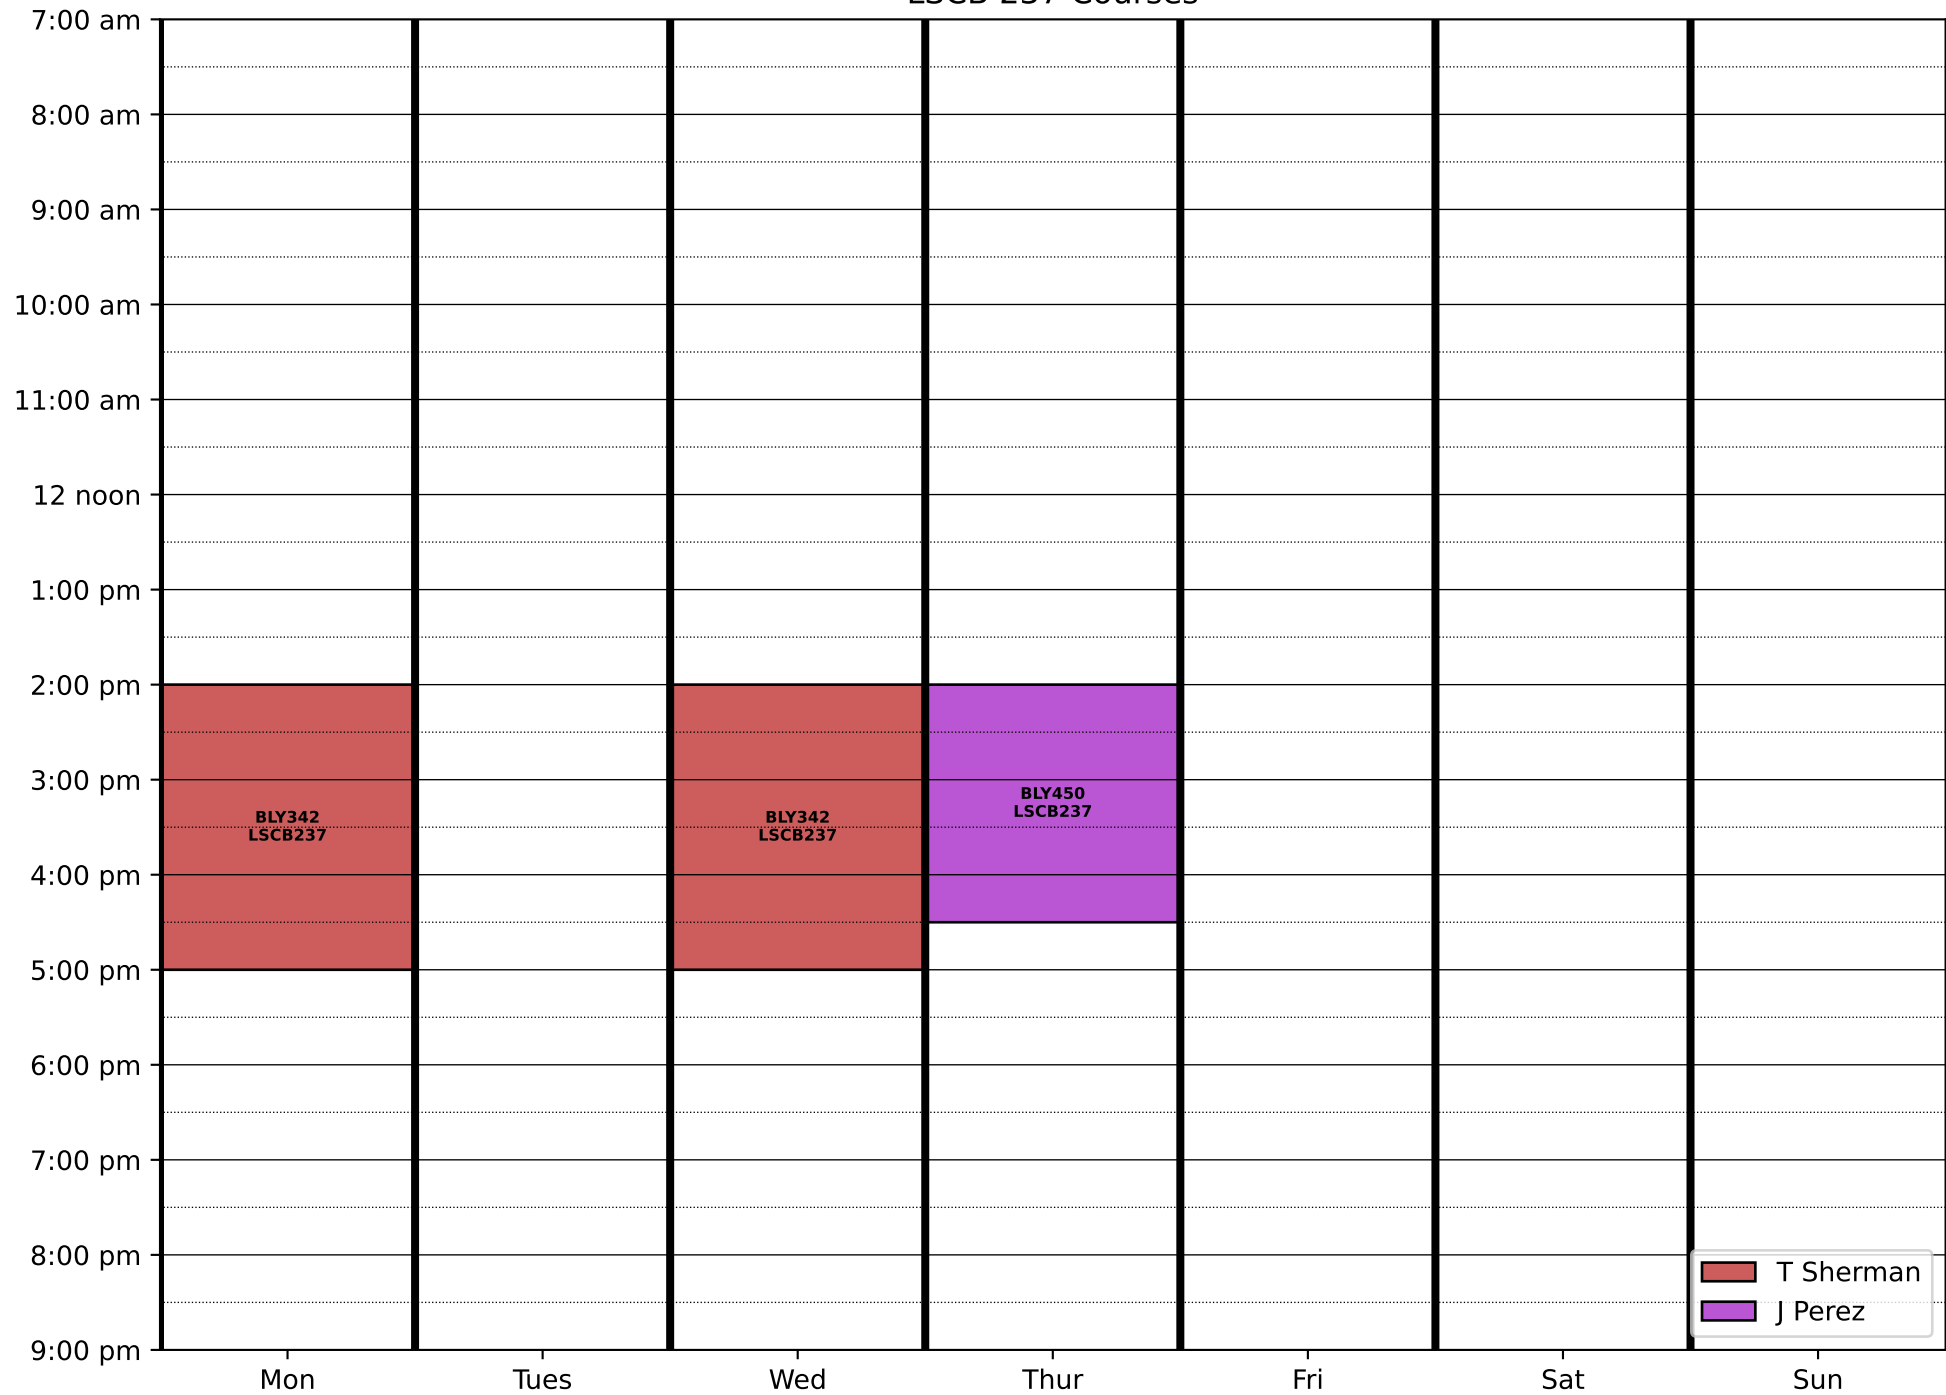 LSCB 237 Courses
7:00 am
8:00 am
9:00 am
10:00 am
11:00 am
12 noon
1:00 pm
2:00 pm
3:00 pm
4:00 pm
5:00 pm
6:00 pm
7:00 pm
8:00 pm
9:00 pm
BLY342
LSCB237
BLY342
LSCB237
BLY450
LSCB237
T Sherman
J Perez
Mon Tues Wed Thur Fri Sat Sun